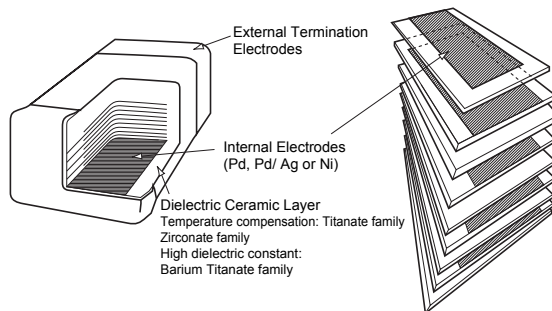 External Termination
Electrodes
Internal Electrodes
(Pd, Pd/ Ag or Ni)
Dielectric Ceramic Layer
Temperature compensation: Titanate family
Zirconate family
High dielectric constant:
Barium Titanate family